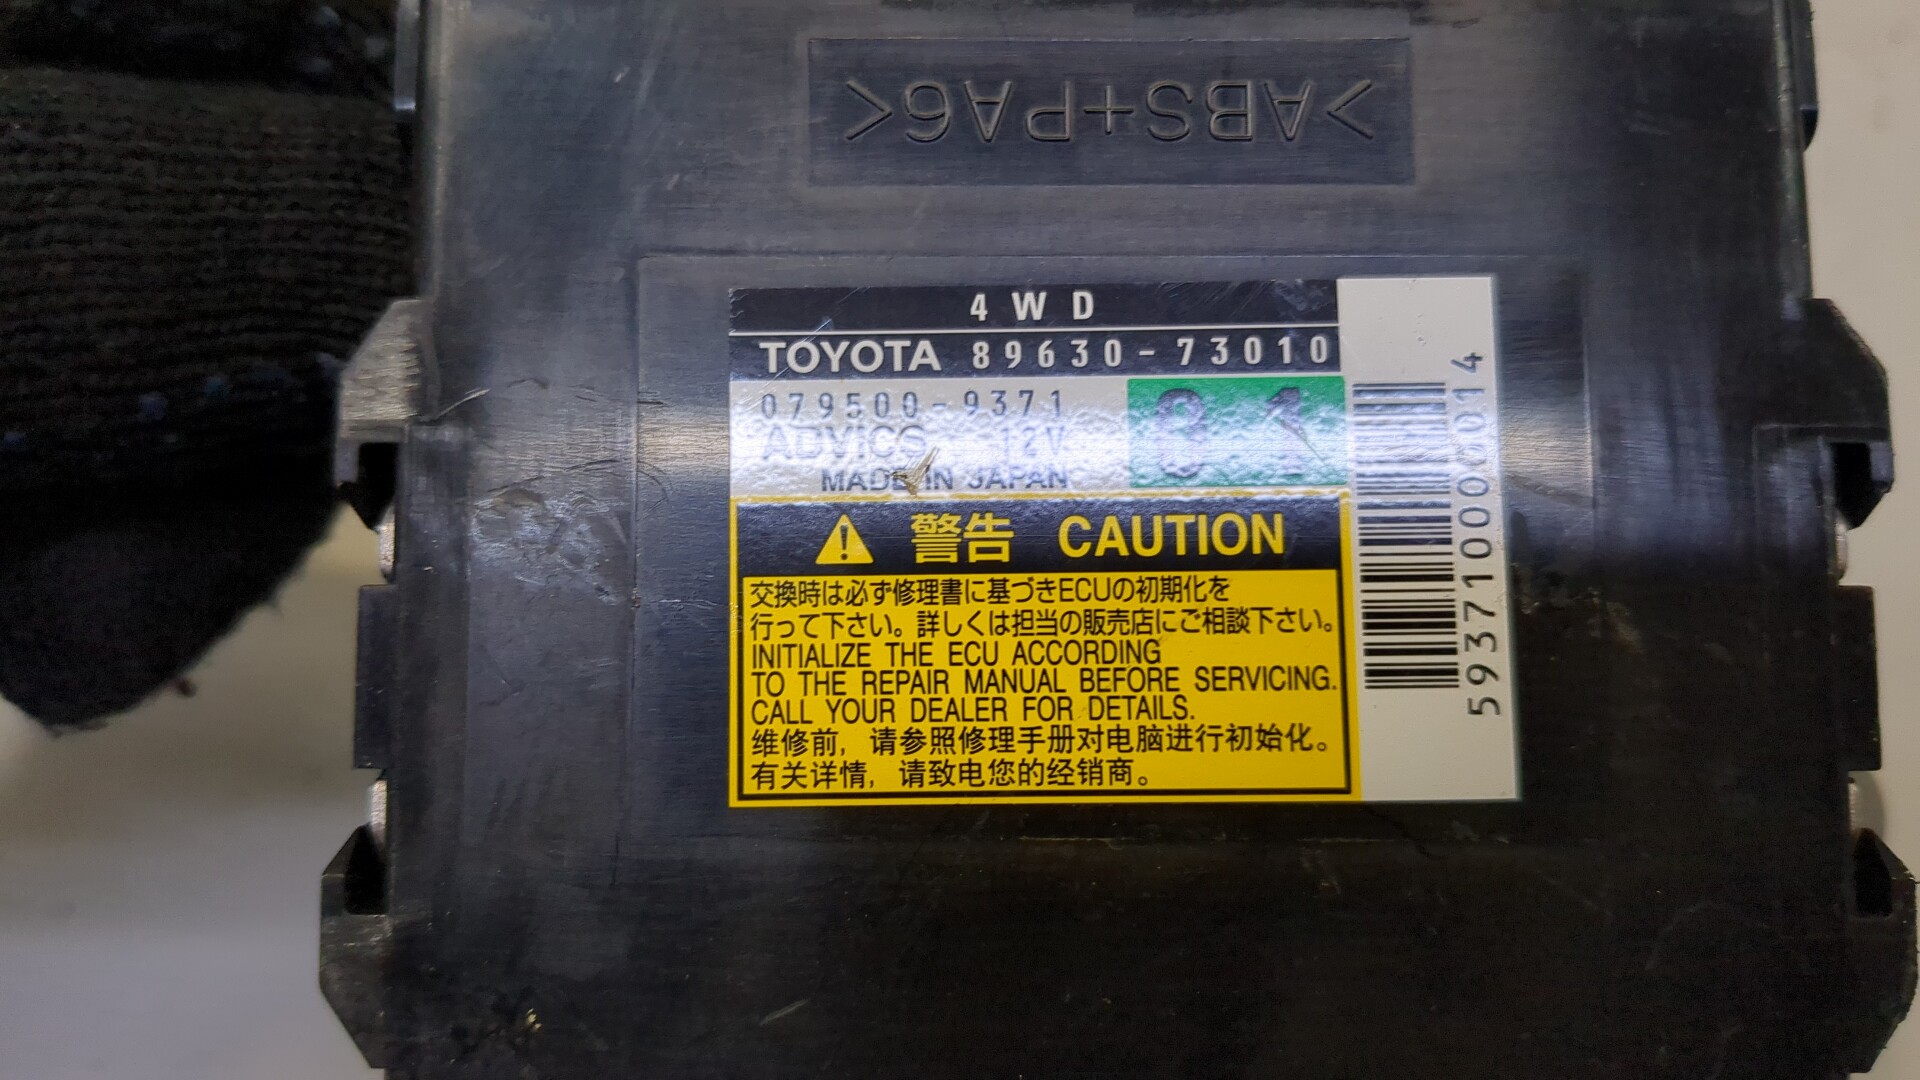 >ABS+PA6<
4WD
TOYOTA 89630-73010
079500-9371
ADVICS 12V
MADE IN JAPAN
31
警告 CAUTION
交換時は必ず修理書に基づきECUの初期化を
行って下さい。詳しくは担当の販売店にご相談下さい。
INITIALIZE THE ECU ACCORDING
TO THE REPAIR MANUAL BEFORE SERVICING.
CALL YOUR DEALER FOR DETAILS.
维修前,请参照修理手册对电脑进行初始化。
有关详情,请致电您的经销商。
5937100000014